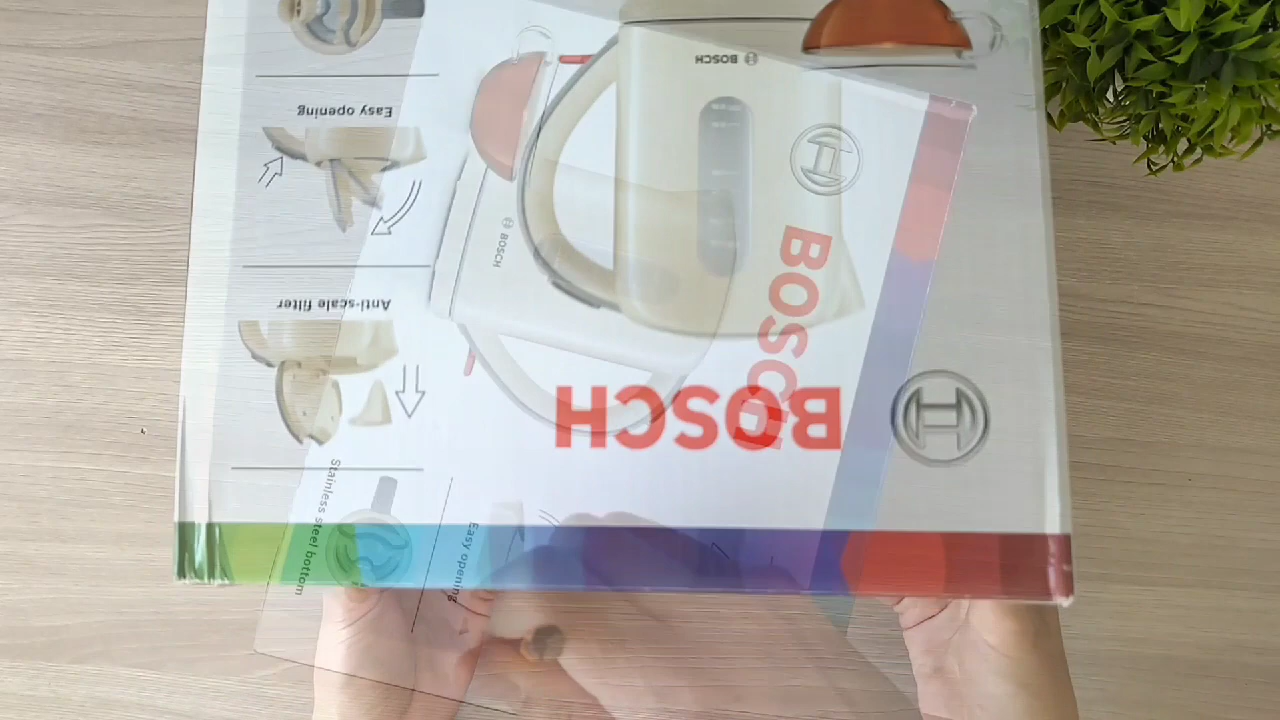 Easy opening
BOSCH
BOSCH
Anti-scale filter
BOSCH
BOSCH
Stainless steel bottom
Easy opening